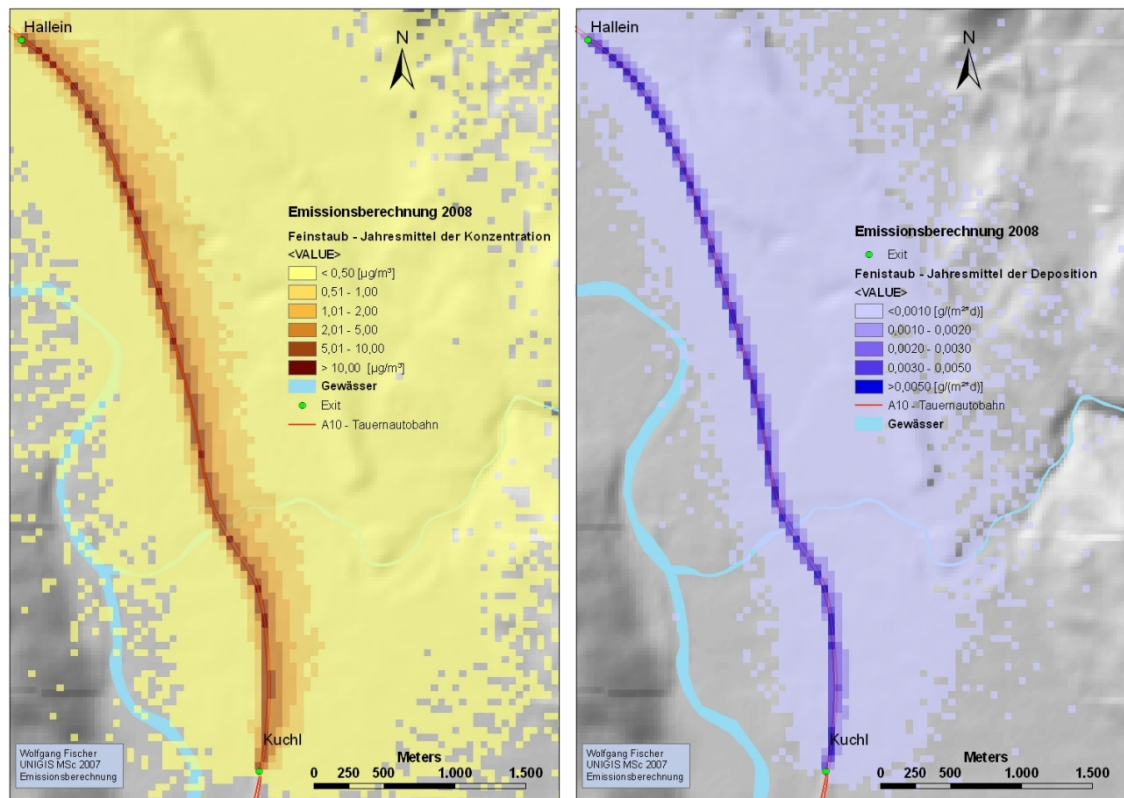 Hallein
N
Emissionsberechnung 2008
Feinstaub - Jahresmittel der Konzentration
<VALUE>
< 0,50 [µg/m³]
0,51 - 1,00
1,01 - 2,00
2,01 - 5,00
5,01 - 10,00
> 10,00 [µg/m³]
Gewässer
Exit
A10 - Tauernautobahn
Kuchl
Wolfgang Fischer
UNIGIS MSc 2007
Emissionsberechnung
Meters
0 250 500 1.000 1.500
Hallein
N
Emissionsberechnung 2008
Exit
Fenistaub - Jahresmittel der Deposition
<VALUE>
<0,0010 [g/(m²*d)]
0,0010 - 0,0020
0,0020 - 0,0030
0,0030 - 0,0050
>0,0050 [g/(m²*d)]
A10 - Tauernautobahn
Gewässer
Kuchl
Wolfgang Fischer
UNIGIS MSc 2007
Emissionsberechnung
Meters
0 250 500 1.000 1.500